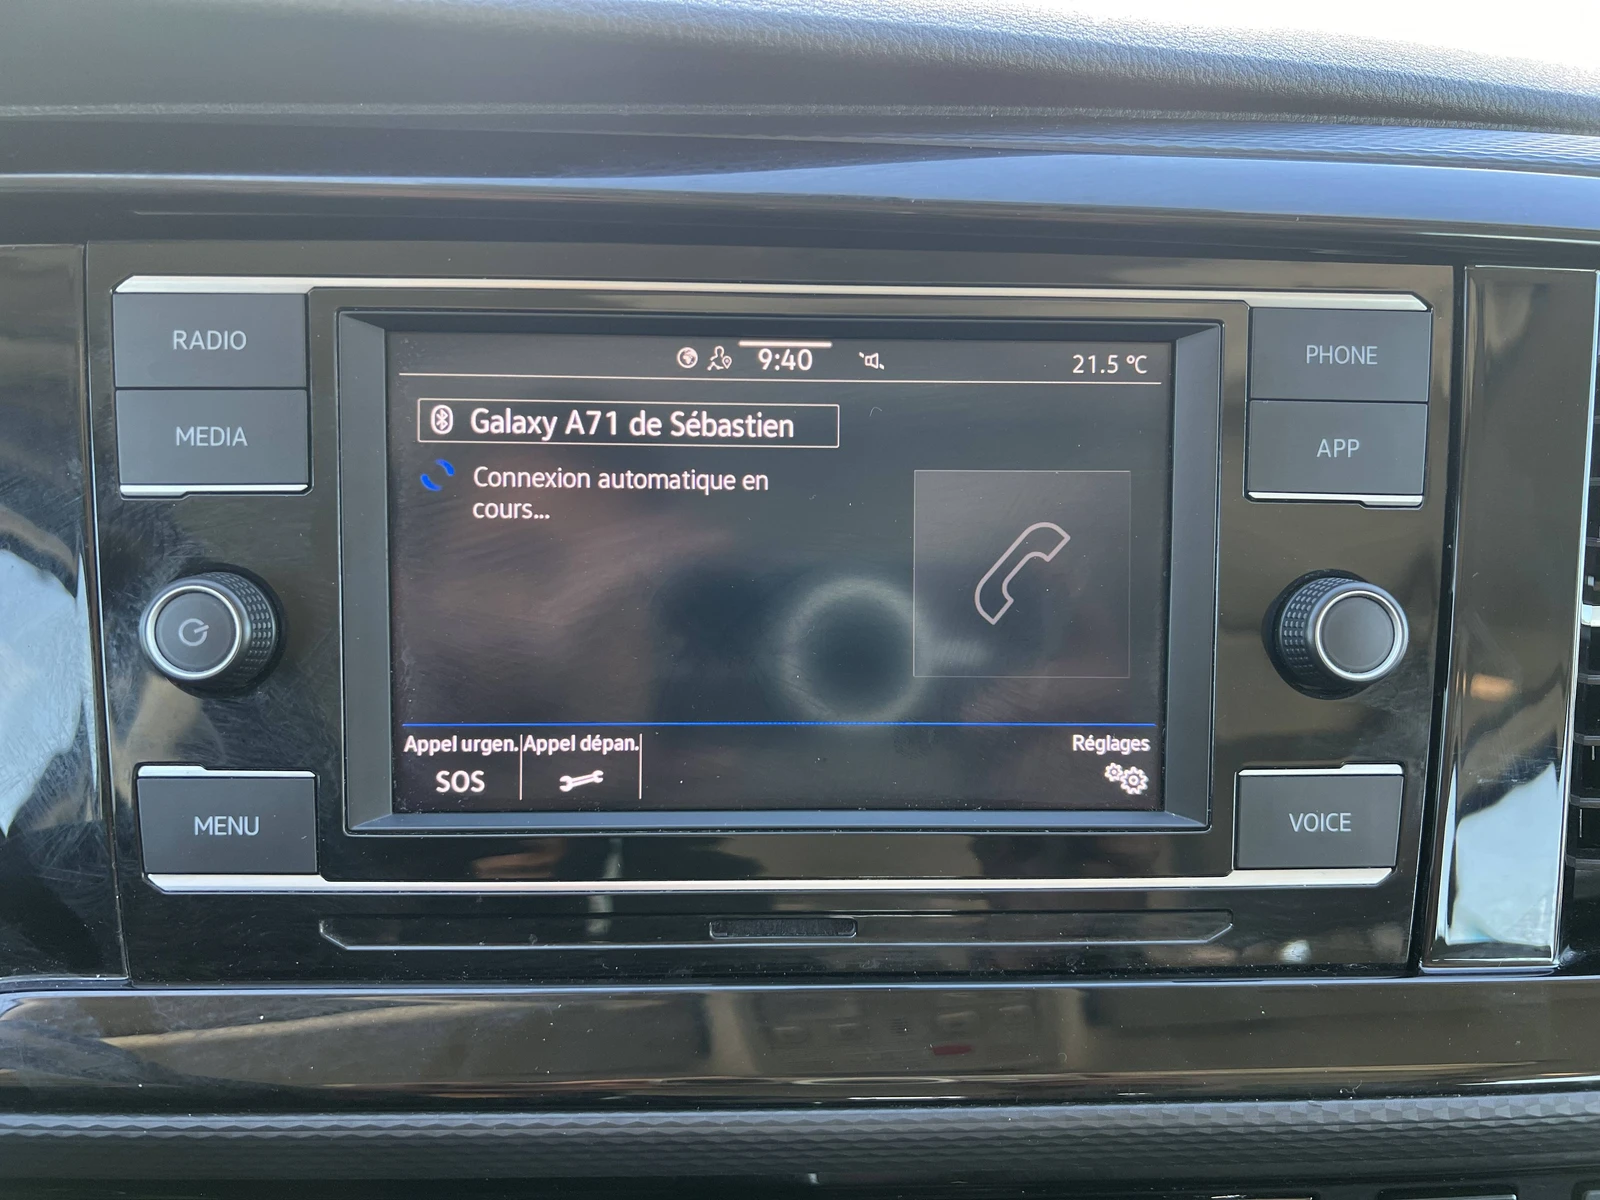 RADIO
MEDIA
MENU
9:40
21.5 °C
Galaxy A71 de Sébastien
Connexion automatique en
cours...
Appel urgen.
SOS
Appel dépan.
Réglages
PHONE
APP
VOICE